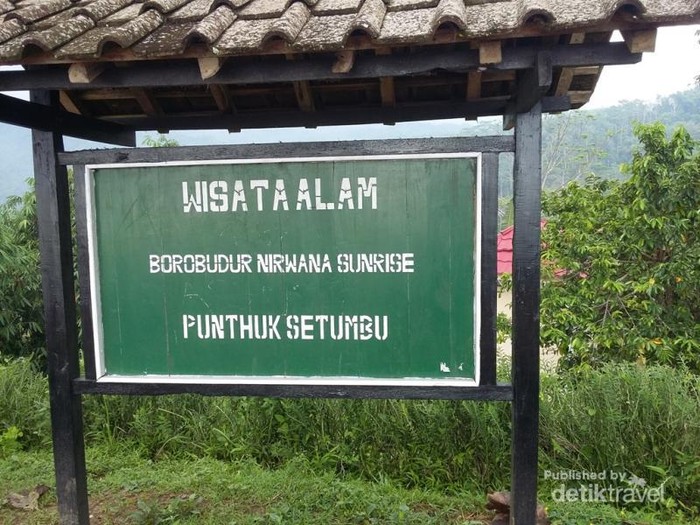 WISATA ALAM
BOROBUDUR NIRWANA SUNRISE
PUNTHUK SETUMBU
Published by
detiktravel